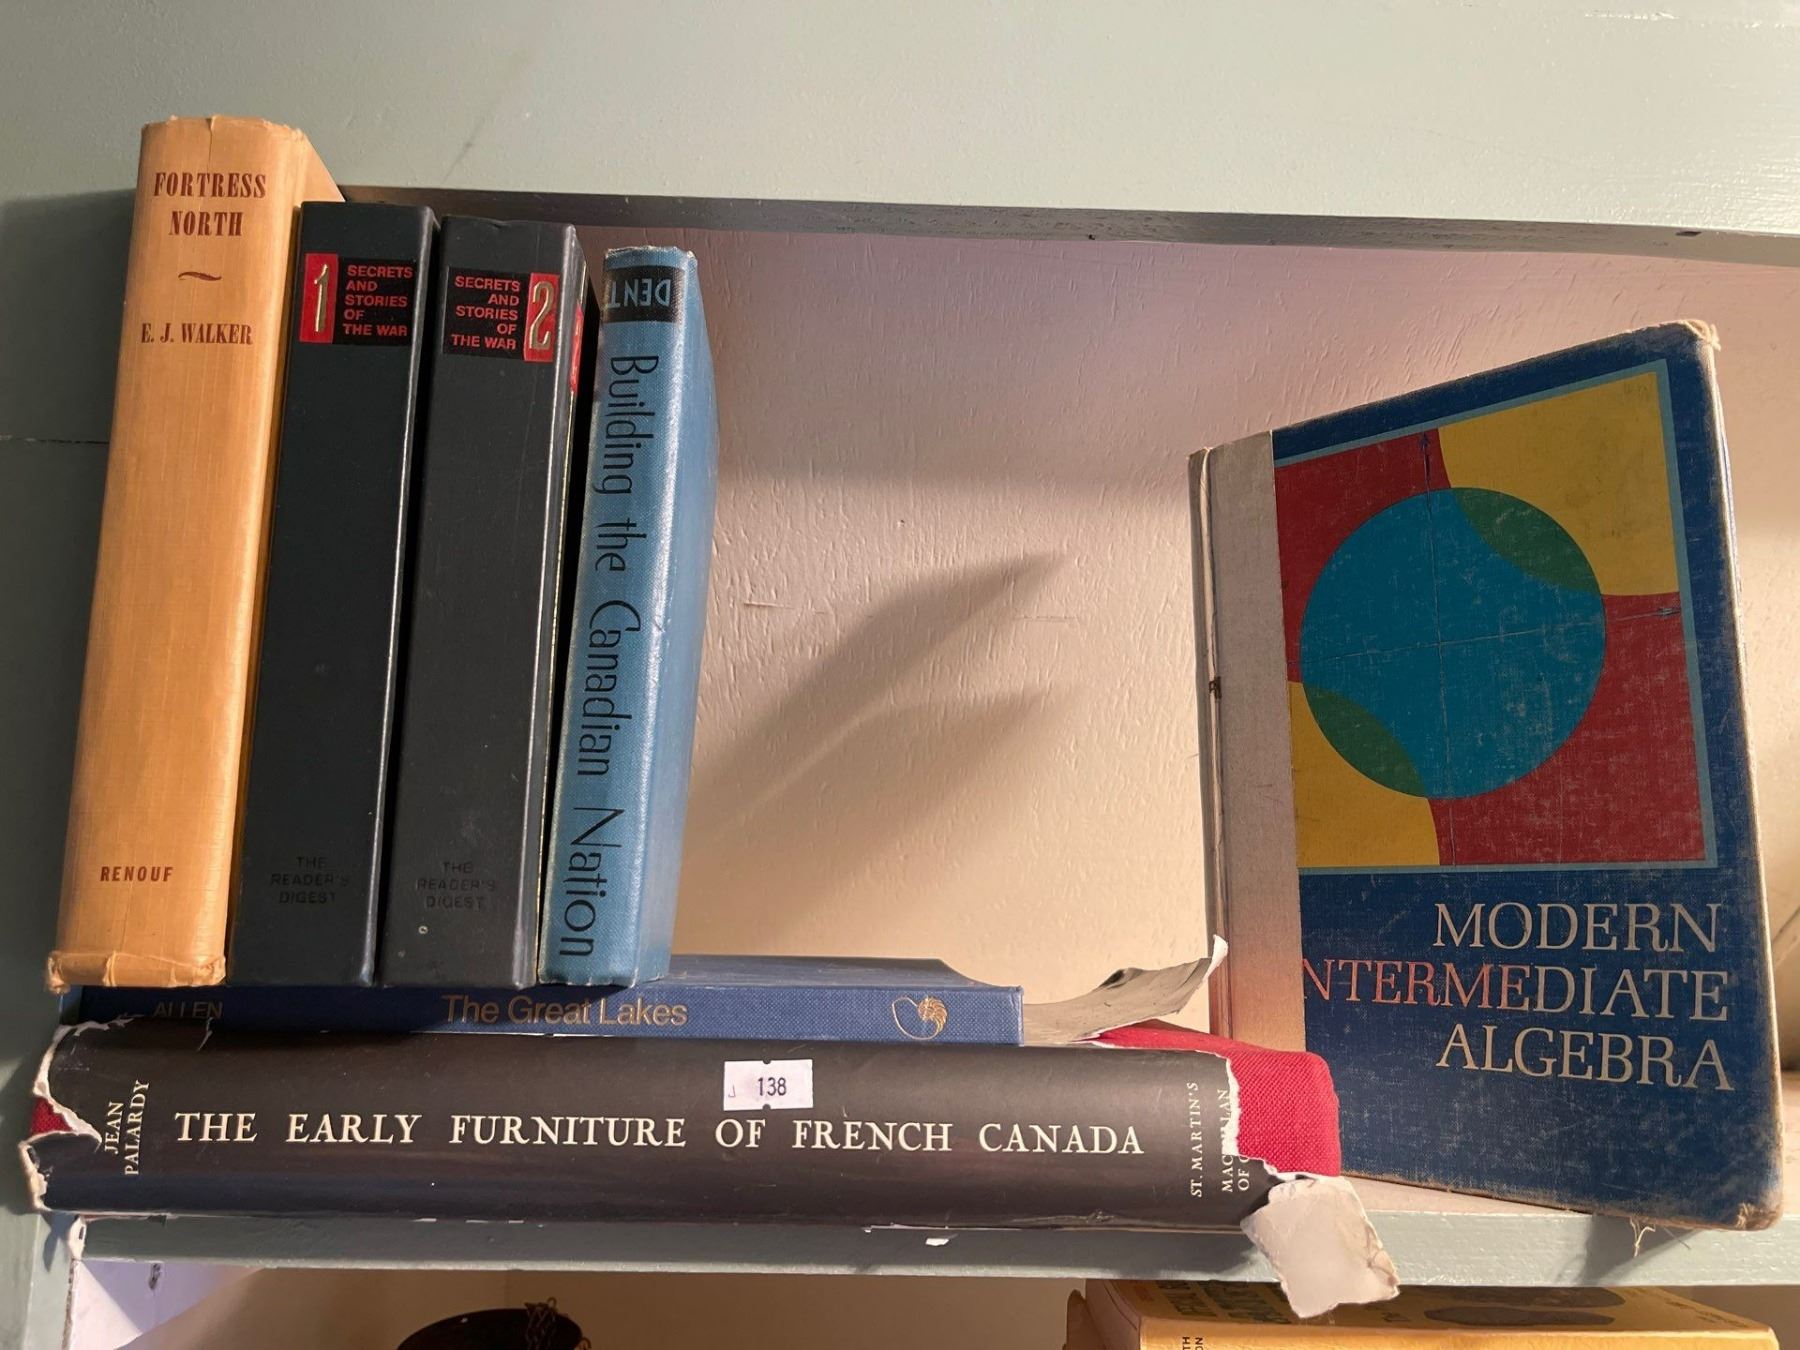 FORTRESS
NORTH
E. J. WALKER
RENOUF
1
SECRETS
AND
STORIES
OF
THE WAR
THE
READER'S
DIGEST
SECRETS
AND
STORIES
OF
THE WAR
2
THE
READER'S
DIGEST
DENT
Building the Canadian Nation
ALLEN The Great Lakes
JEAN
PALARDY
THE EARLY FURNITURE OF FRENCH CANADA
138
ST. MARTIN'S
MODERN
NTERMEDIATE
ALGEBRA